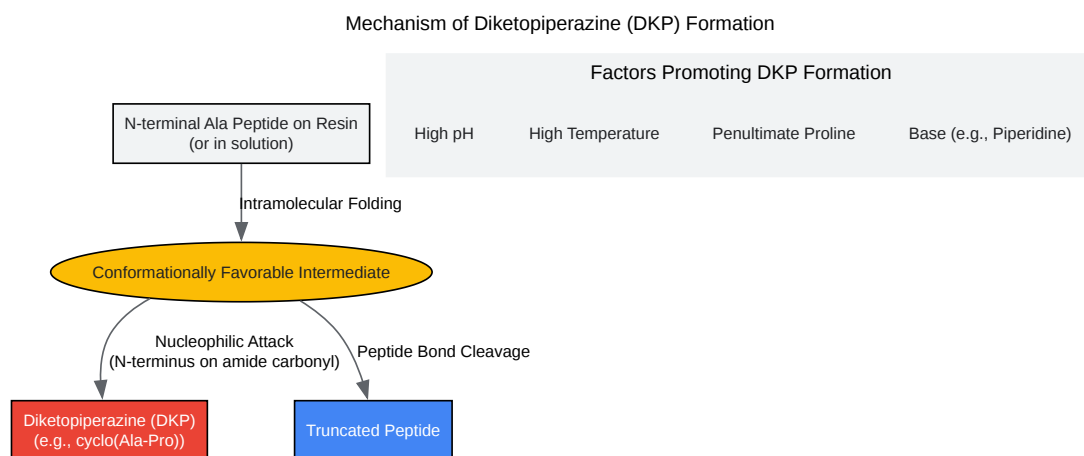 Mechanism of Diketopiperazine (DKP) Formation
Factors Promoting DKP Formation
High pH
High Temperature
Penultimate Proline
Base (e.g., Piperidine)
N-terminal Ala Peptide on Resin
(or in solution)
Intramolecular Folding
Conformationally Favorable Intermediate
Nucleophilic Attack
(N-terminus on amide carbonyl)
Peptide Bond Cleavage
Diketopiperazine (DKP)
(e.g., cyclo(Ala-Pro))
Truncated Peptide